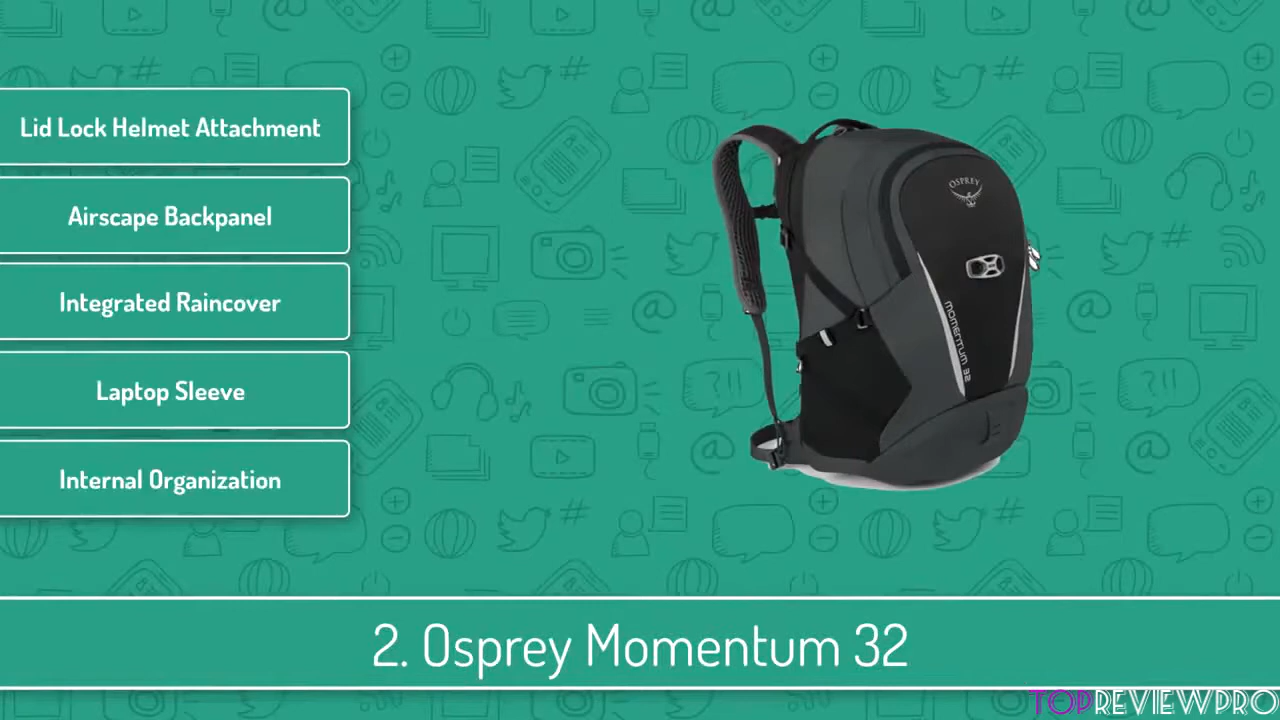 Lid Lock Helmet Attachment
Airscape Backpanel
Integrated Raincover
Laptop Sleeve
Internal Organization
OSPREY
momentum 32
2. Osprey Momentum 32
TOPREVIEWPRO